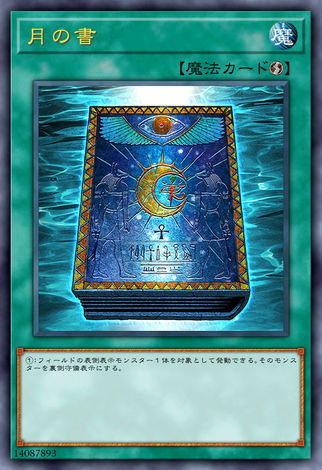 月の書
魔
【魔法カード】
①:フィールドの表側表示モンスター１体を対象として発動できる。そのモンス
ターを裏側守備表示にする。
14087893